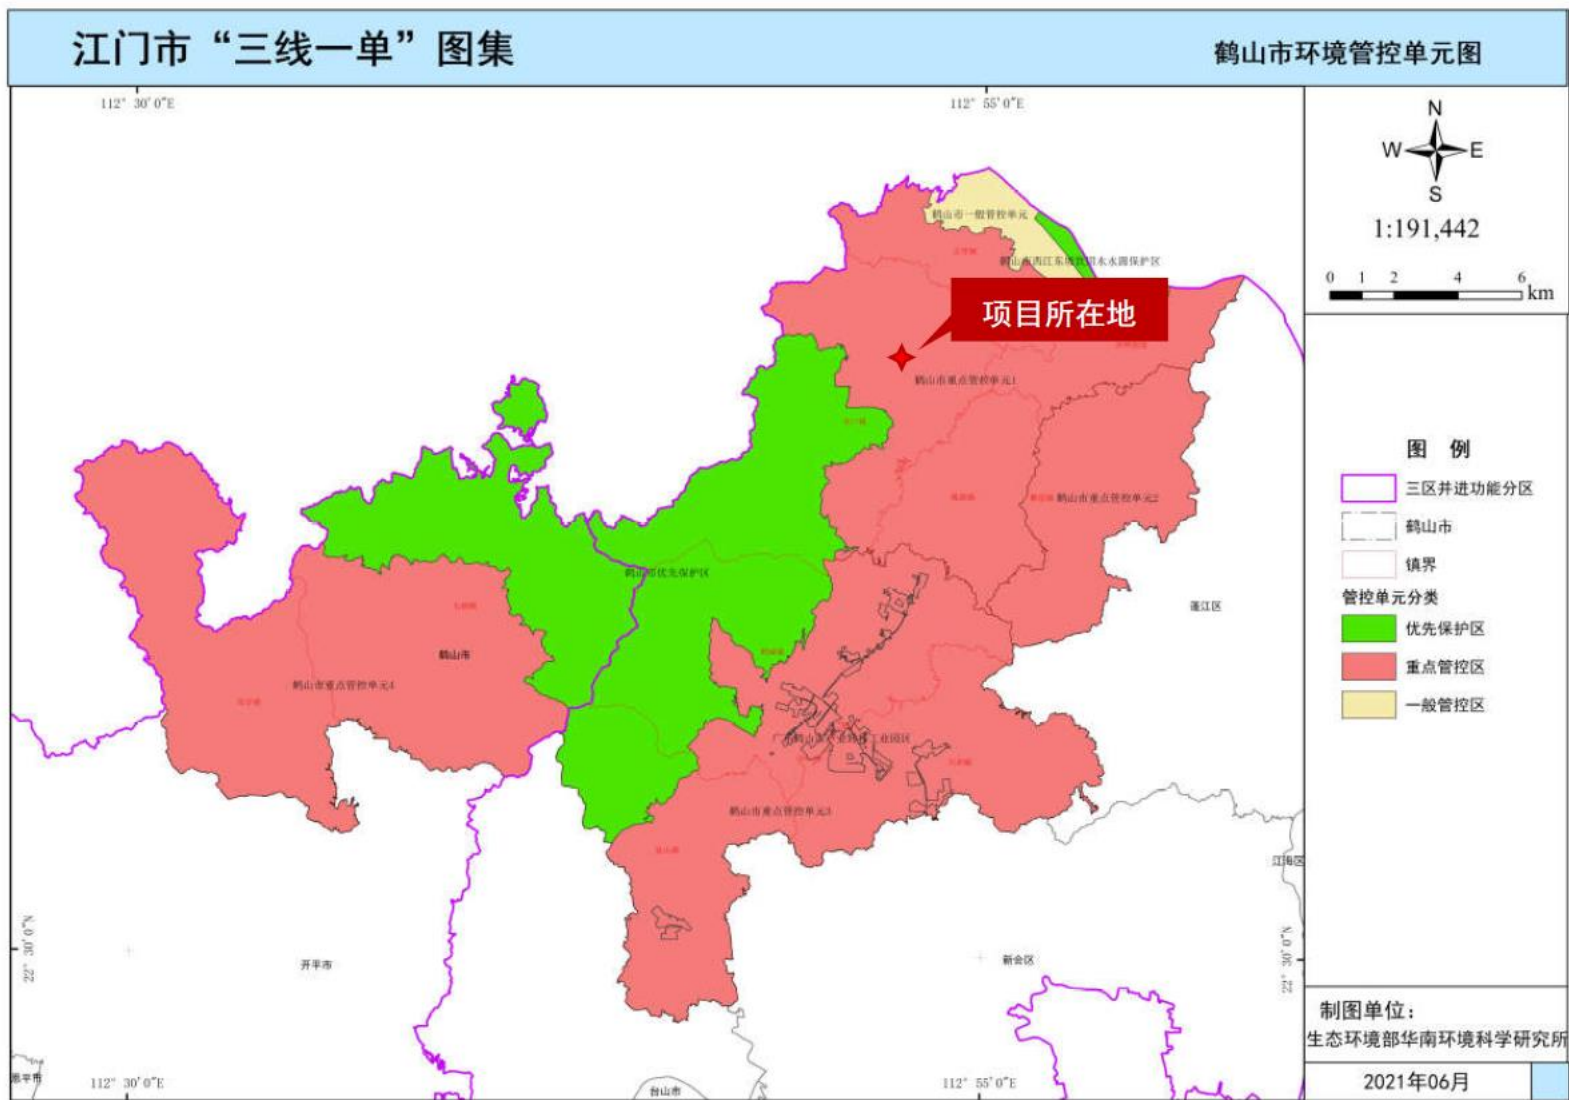 江门市“三线一单”图集
鹤山市环境管控单元图
112° 30′0″E
112° 55′0″E
N
W
E
S
1:191,442
0 1 2 4 6
km
鹤山市一般管控单元
项目所在地
鹤山市重点管控单元1
鹤山市重点管控单元2
鹤山市优先保护区
蓬江区
鹤山市
鹤山市重点管控单元4
鹤山市重点管控单元3
江海区
22° 30′0″N
22° 30′0″N
开平市
新会区
恩平市
台山市
112° 30′0″E
112° 55′0″E
图 例
三区并进功能分区
鹤山市
镇界
管控单元分类
优先保护区
重点管控区
一般管控区
制图单位：
生态环境部华南环境科学研究所
2021年06月